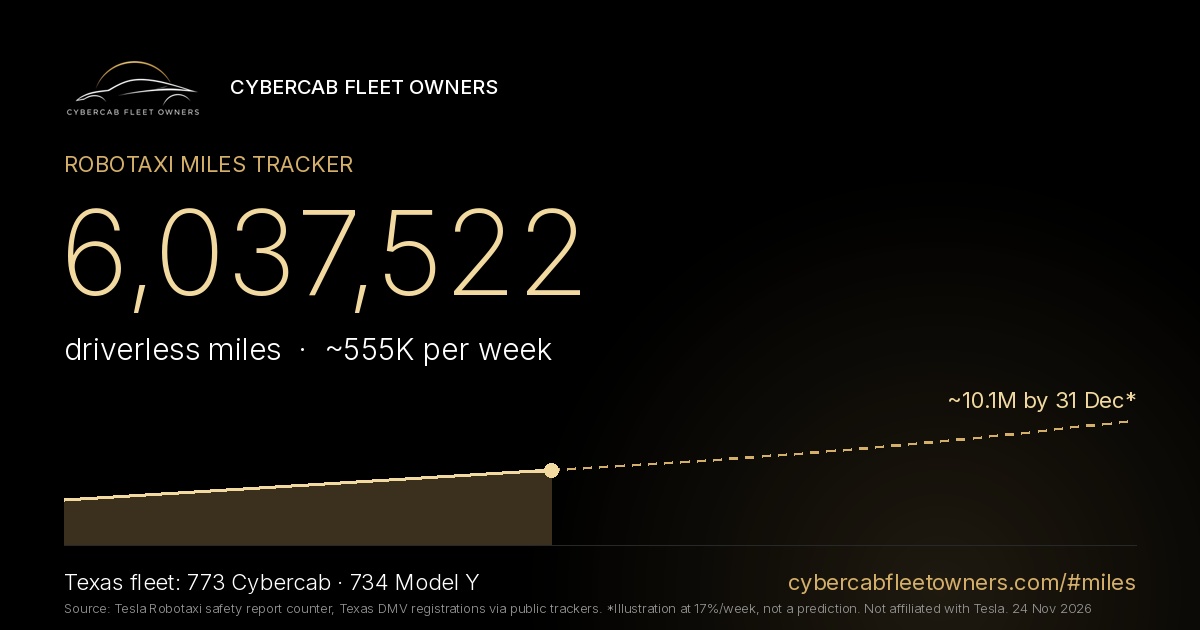 CYBERCAB FLEET OWNERS
CYBERCAB FLEET OWNERS
ROBOTAXI MILES TRACKER
6,037,522
driverless miles · ~555K per week
~10.1M by 31 Dec*
Texas fleet: 773 Cybercab · 734 Model Y
cybercabfleetowners.com/#miles
Source: Tesla Robotaxi safety report counter, Texas DMV registrations via public trackers. *Illustration at 17%/week, not a prediction. Not affiliated with Tesla. 24 Nov 2026